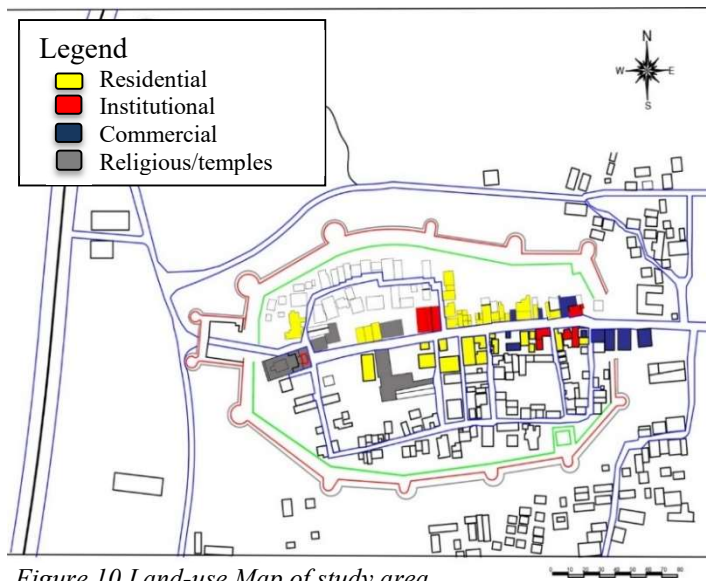 Legend
Residential
Institutional
Commercial
Religious/temples
N
W E
S
Figure 10 Land-use Map of study area